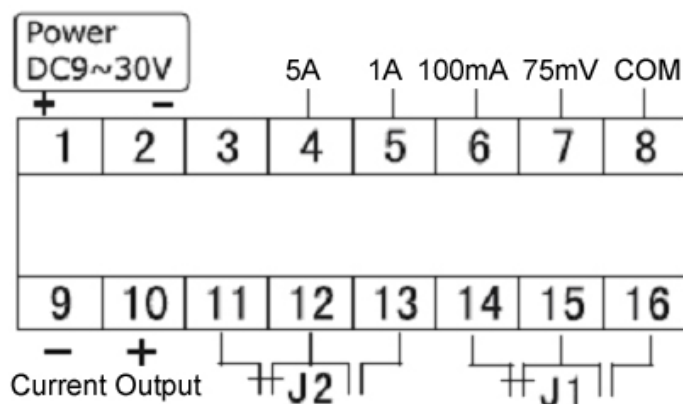 Power
DC9~30V
5A 1A 100mA 75mV COM
+ −
1 2 3 4 5 6 7 8
9 10 11 12 13 14 15 16
− +
Current Output J2 J1